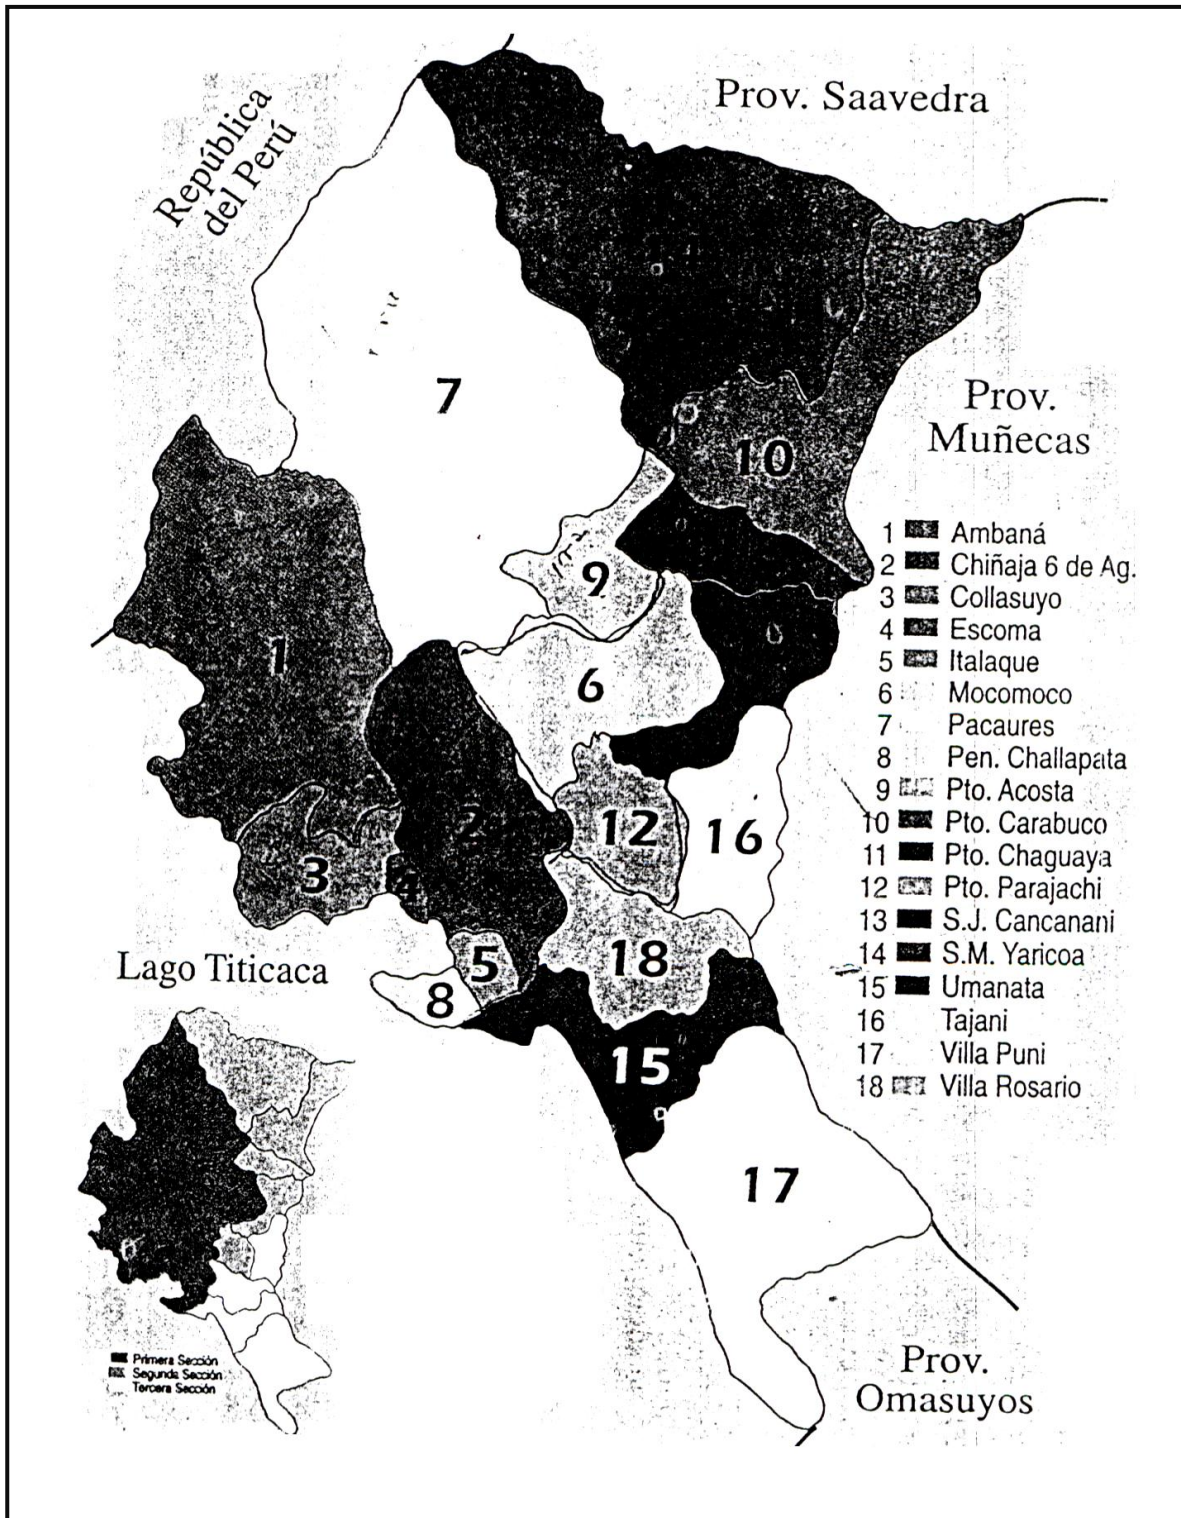 República
del Perú
Prov. Saavedra
Prov.
Muñecas
7
10
9
1
6
2
12
16
3
4
5
18
8
15
17
1 Ambaná
2 Chiñaja 6 de Ag.
3 Collasuyo
4 Escoma
5 Italaque
6 Mocomoco
7 Pacaures
8 Pen. Challapata
9 Pto. Acosta
10 Pto. Carabuco
11 Pto. Chaguaya
12 Pto. Parajachi
13 S.J. Cancanani
14 S.M. Yaricoa
15 Umanata
16 Tajani
17 Villa Puni
18 Villa Rosario
Lago Titicaca
Primera Sección
Segunda Sección
Tercera Sección
Prov.
Omasuyos